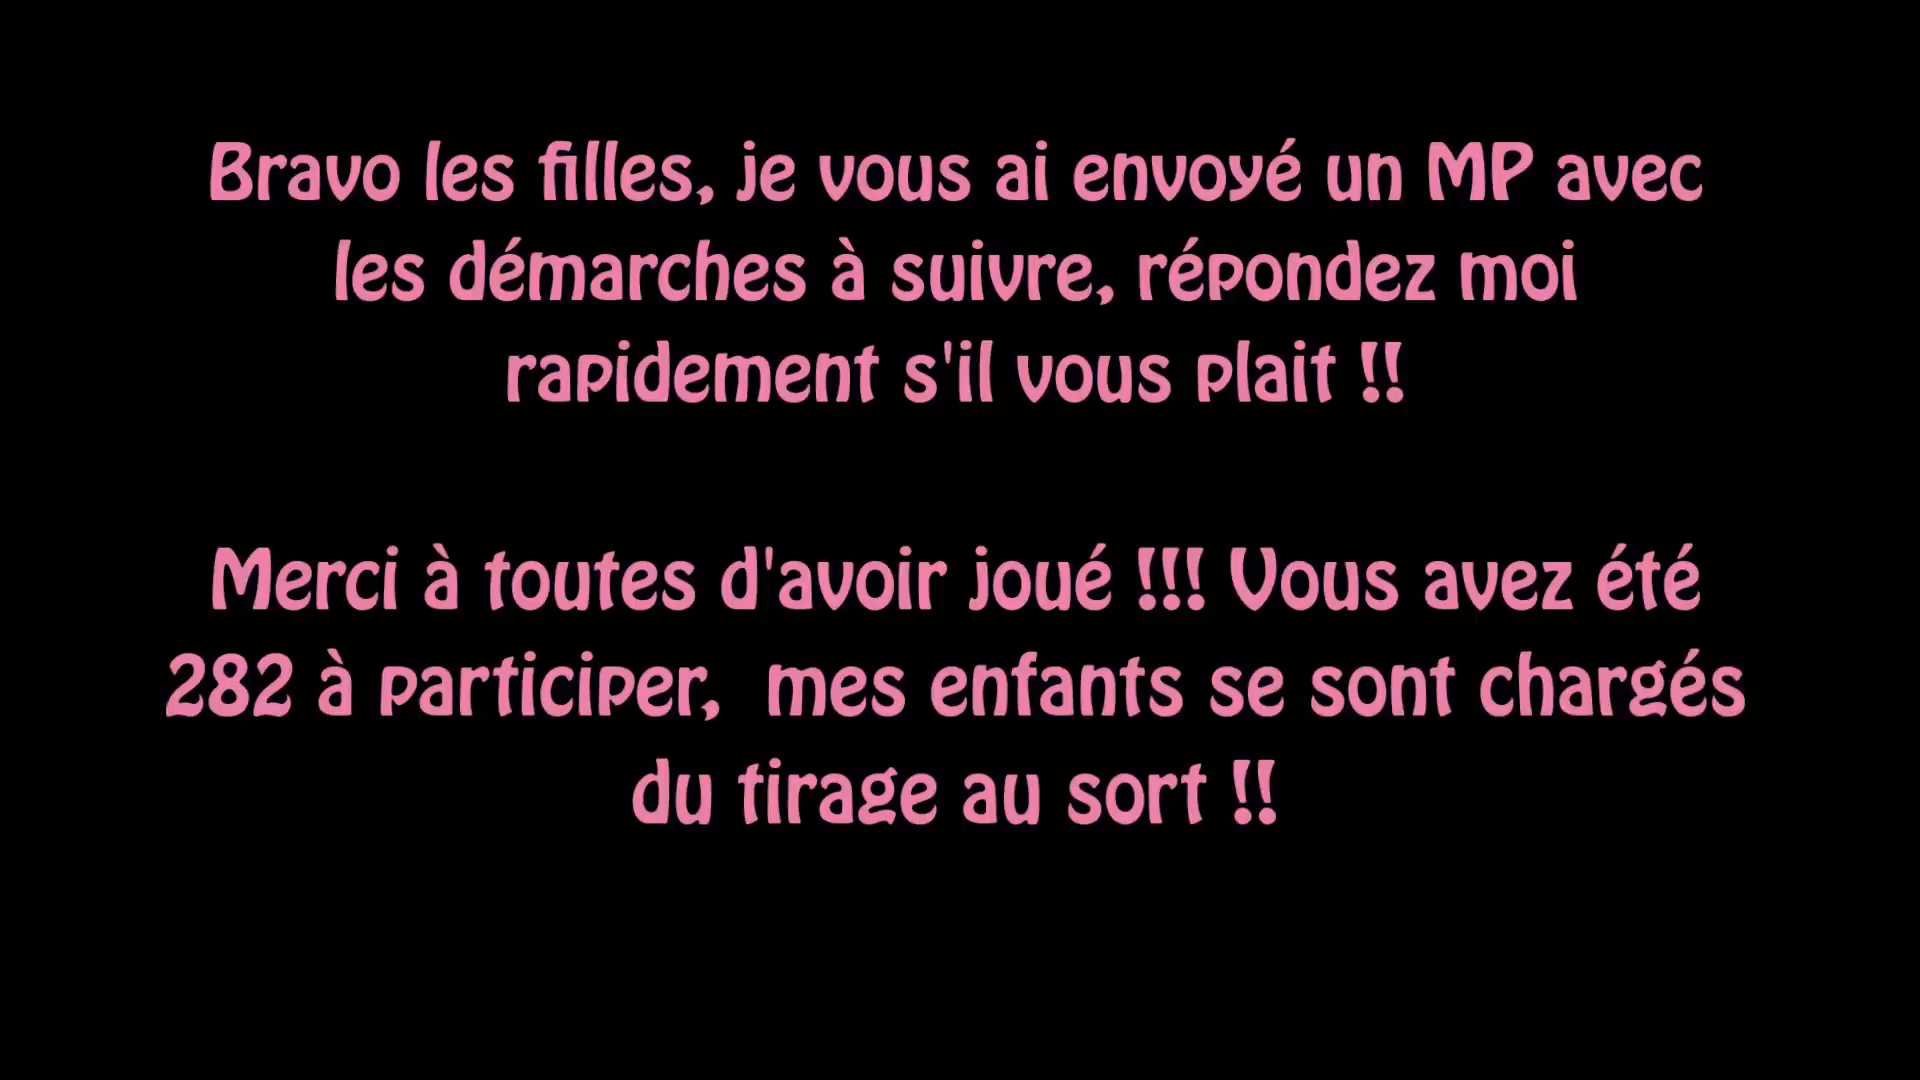 Bravo les filles, je vous ai envoyé un MP avec
les démarches à suivre, répondez moi
rapidement s'il vous plait !!
Merci à toutes d'avoir joué !!! Vous avez été
282 à participer,  mes enfants se sont chargés
du tirage au sort !!